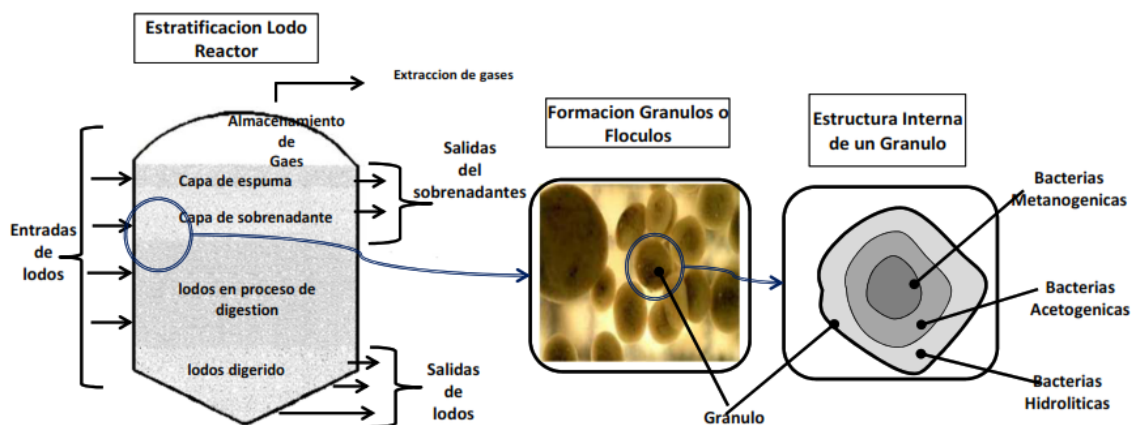 Estratificacion Lodo
Reactor
Extraccion de gases
Almacenamiento
de
Gaes
Capa de espuma
Capa de sobrenadante
lodos en proceso de
digestion
lodos digerido
Entradas
de
lodos
Salidas
del
sobrenadantes
Salidas
de
lodos
Formacion Granulos o
Floculos
Granulo
Estructura Interna
de un Granulo
Bacterias
Metanogenicas
Bacterias
Acetogenicas
Bacterias
Hidroliticas